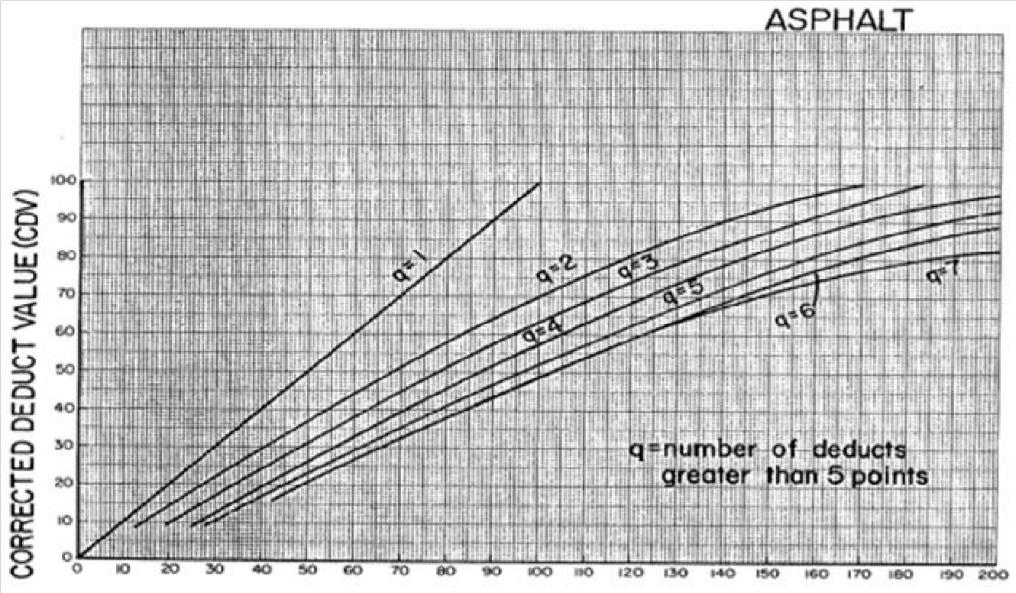 ASPHALT
CORRECTED DEDUCT VALUE (CDV)
100
90
80
70
60
50
40
30
20
10
0
q=1
q=2
q=3
q=4
q=5
q=6
q=7
q=number of deducts
greater than 5 points
0 10 20 30 40 50 60 70 80 90 100 110 120 130 140 150 160 170 180 190 200